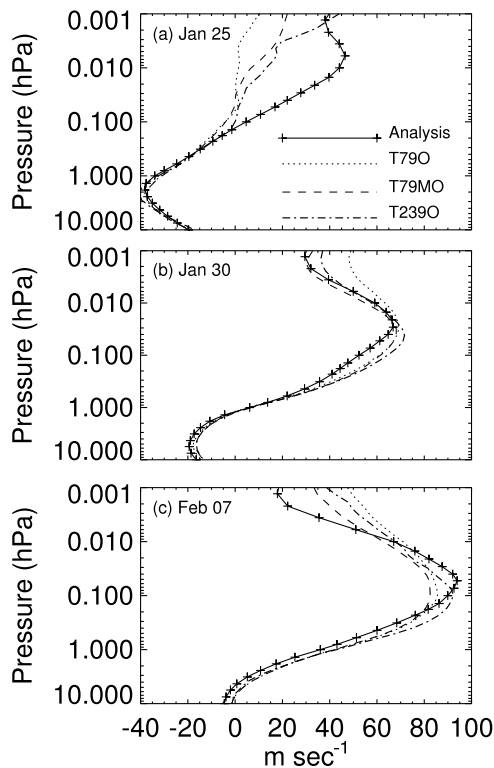 0.001
(a) Jan 25
0.010
0.100
1.000
10.000
Pressure (hPa)
Analysis
T79O
T79MO
T239O
0.001
(b) Jan 30
0.010
0.100
1.000
10.000
Pressure (hPa)
0.001
(c) Feb 07
0.010
0.100
1.000
10.000
Pressure (hPa)
-40 -20 0 20 40 60 80 100
m sec⁻¹